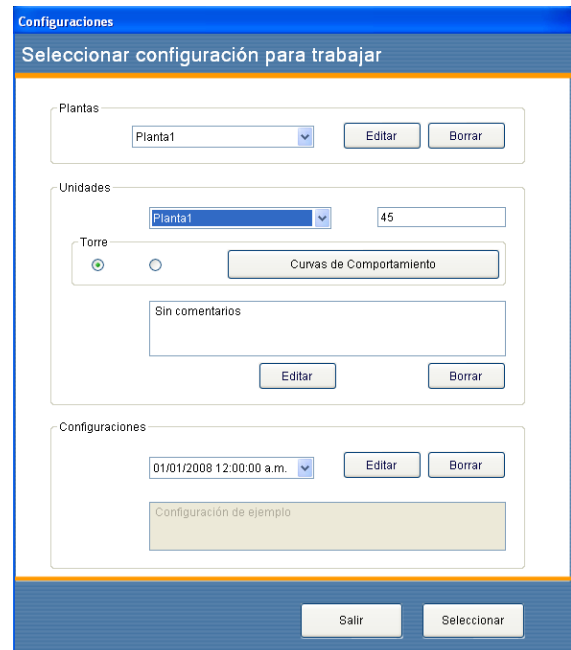 Configuraciones
Seleccionar configuración para trabajar
Plantas
Planta1
Editar
Borrar
Unidades
Planta1
45
Torre
Curvas de Comportamiento
Sin comentarios
Editar
Borrar
Configuraciones
01/01/2008 12:00:00 a.m.
Editar
Borrar
Configuración de ejemplo
Salir
Seleccionar